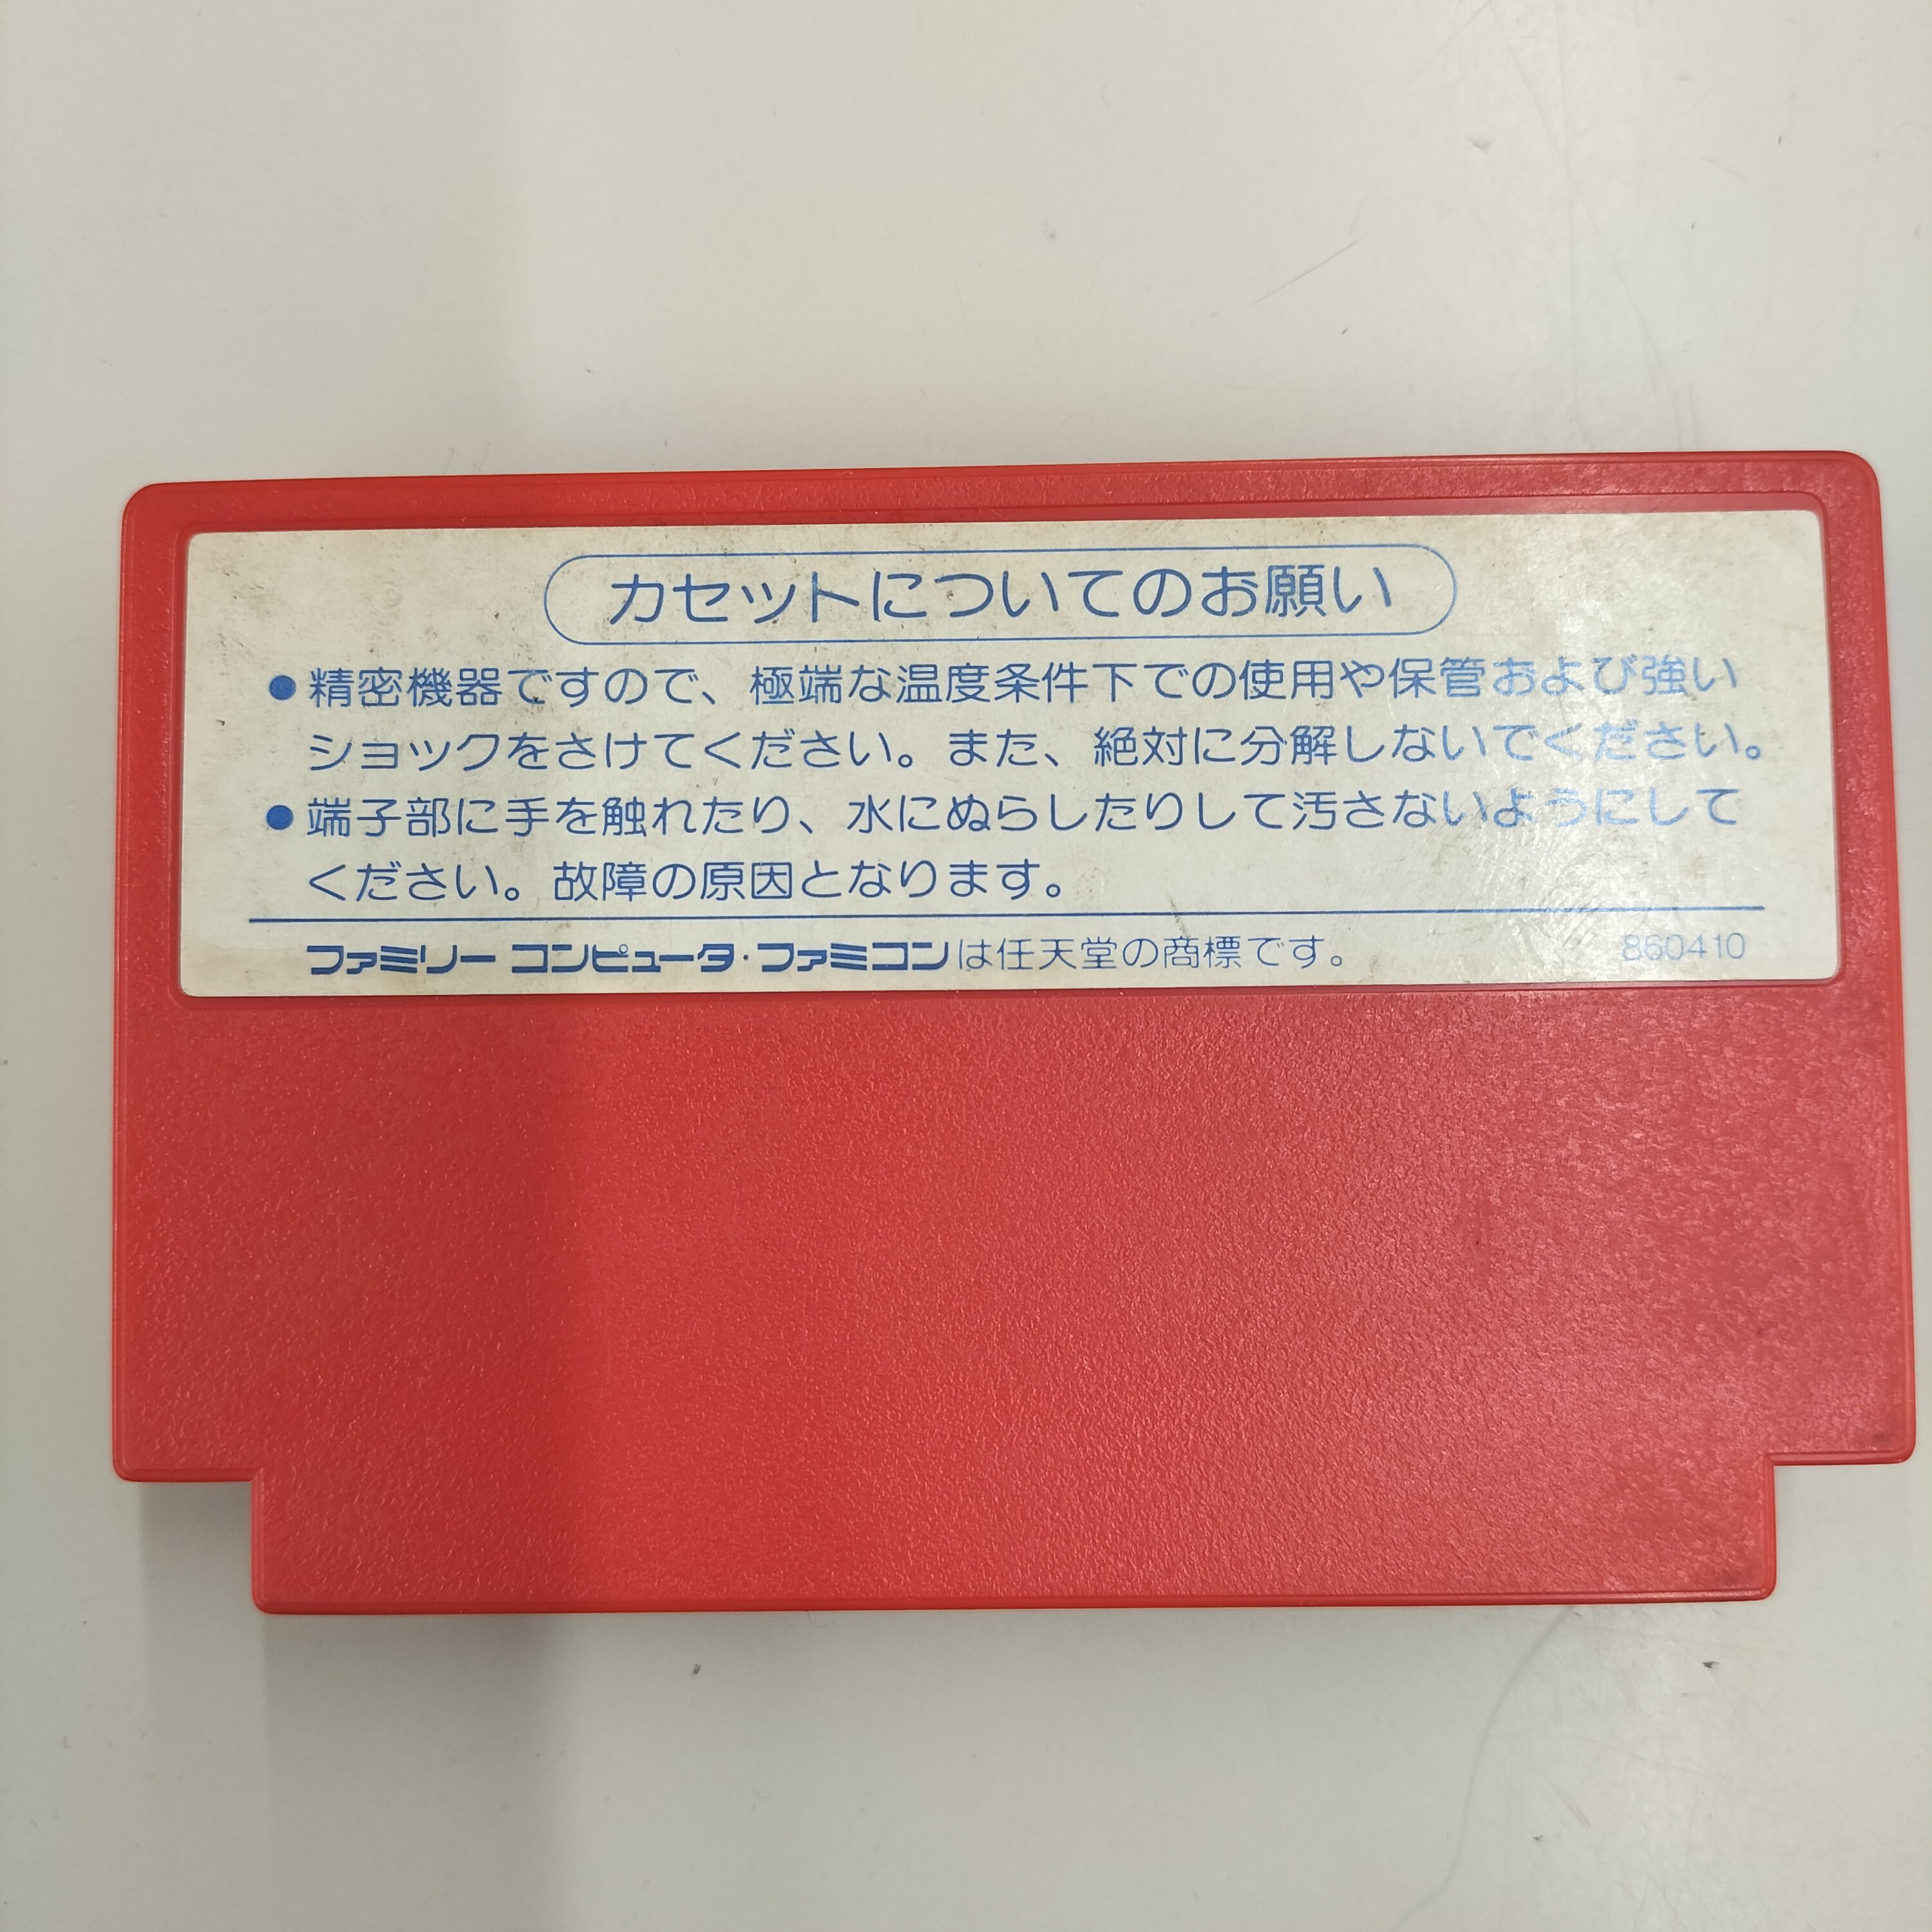 カセットについてのお願い
●精密機器ですので、極端な温度条件下での使用や保管および強い
ショックをさけてください。また、絶対に分解しないでください。
●端子部に手を触れたり、水にぬらしたりして汚さないようにして
ください。故障の原因となります。
ファミリー コンピュータ・ファミコンは任天堂の商標です。 860410